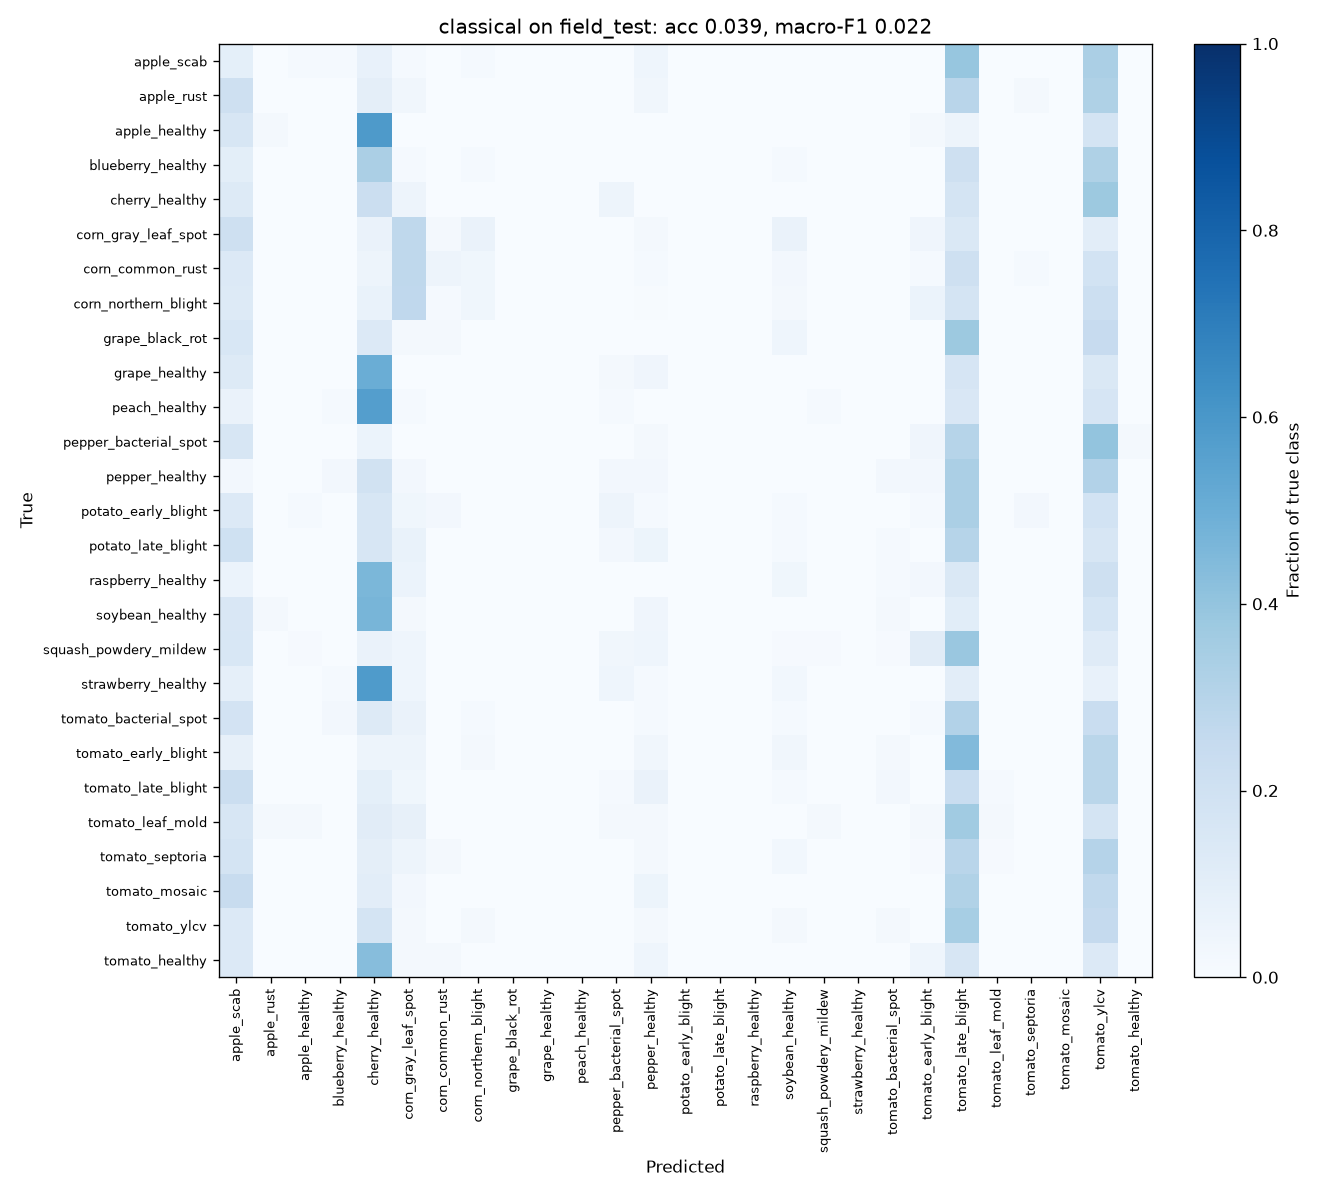 classical on field_test: acc 0.039, macro-F1 0.022
True
apple_scab
apple_rust
apple_healthy
blueberry_healthy
cherry_healthy
corn_gray_leaf_spot
corn_common_rust
corn_northern_blight
grape_black_rot
grape_healthy
peach_healthy
pepper_bacterial_spot
pepper_healthy
potato_early_blight
potato_late_blight
raspberry_healthy
soybean_healthy
squash_powdery_mildew
strawberry_healthy
tomato_bacterial_spot
tomato_early_blight
tomato_late_blight
tomato_leaf_mold
tomato_septoria
tomato_mosaic
tomato_ylcv
tomato_healthy
apple_scab
apple_rust
apple_healthy
blueberry_healthy
cherry_healthy
corn_gray_leaf_spot
corn_common_rust
corn_northern_blight
grape_black_rot
grape_healthy
peach_healthy
pepper_bacterial_spot
pepper_healthy
potato_early_blight
potato_late_blight
raspberry_healthy
soybean_healthy
squash_powdery_mildew
strawberry_healthy
tomato_bacterial_spot
tomato_early_blight
tomato_late_blight
tomato_leaf_mold
tomato_septoria
tomato_mosaic
tomato_ylcv
tomato_healthy
Predicted
1.0
0.8
0.6
0.4
0.2
0.0
Fraction of true class